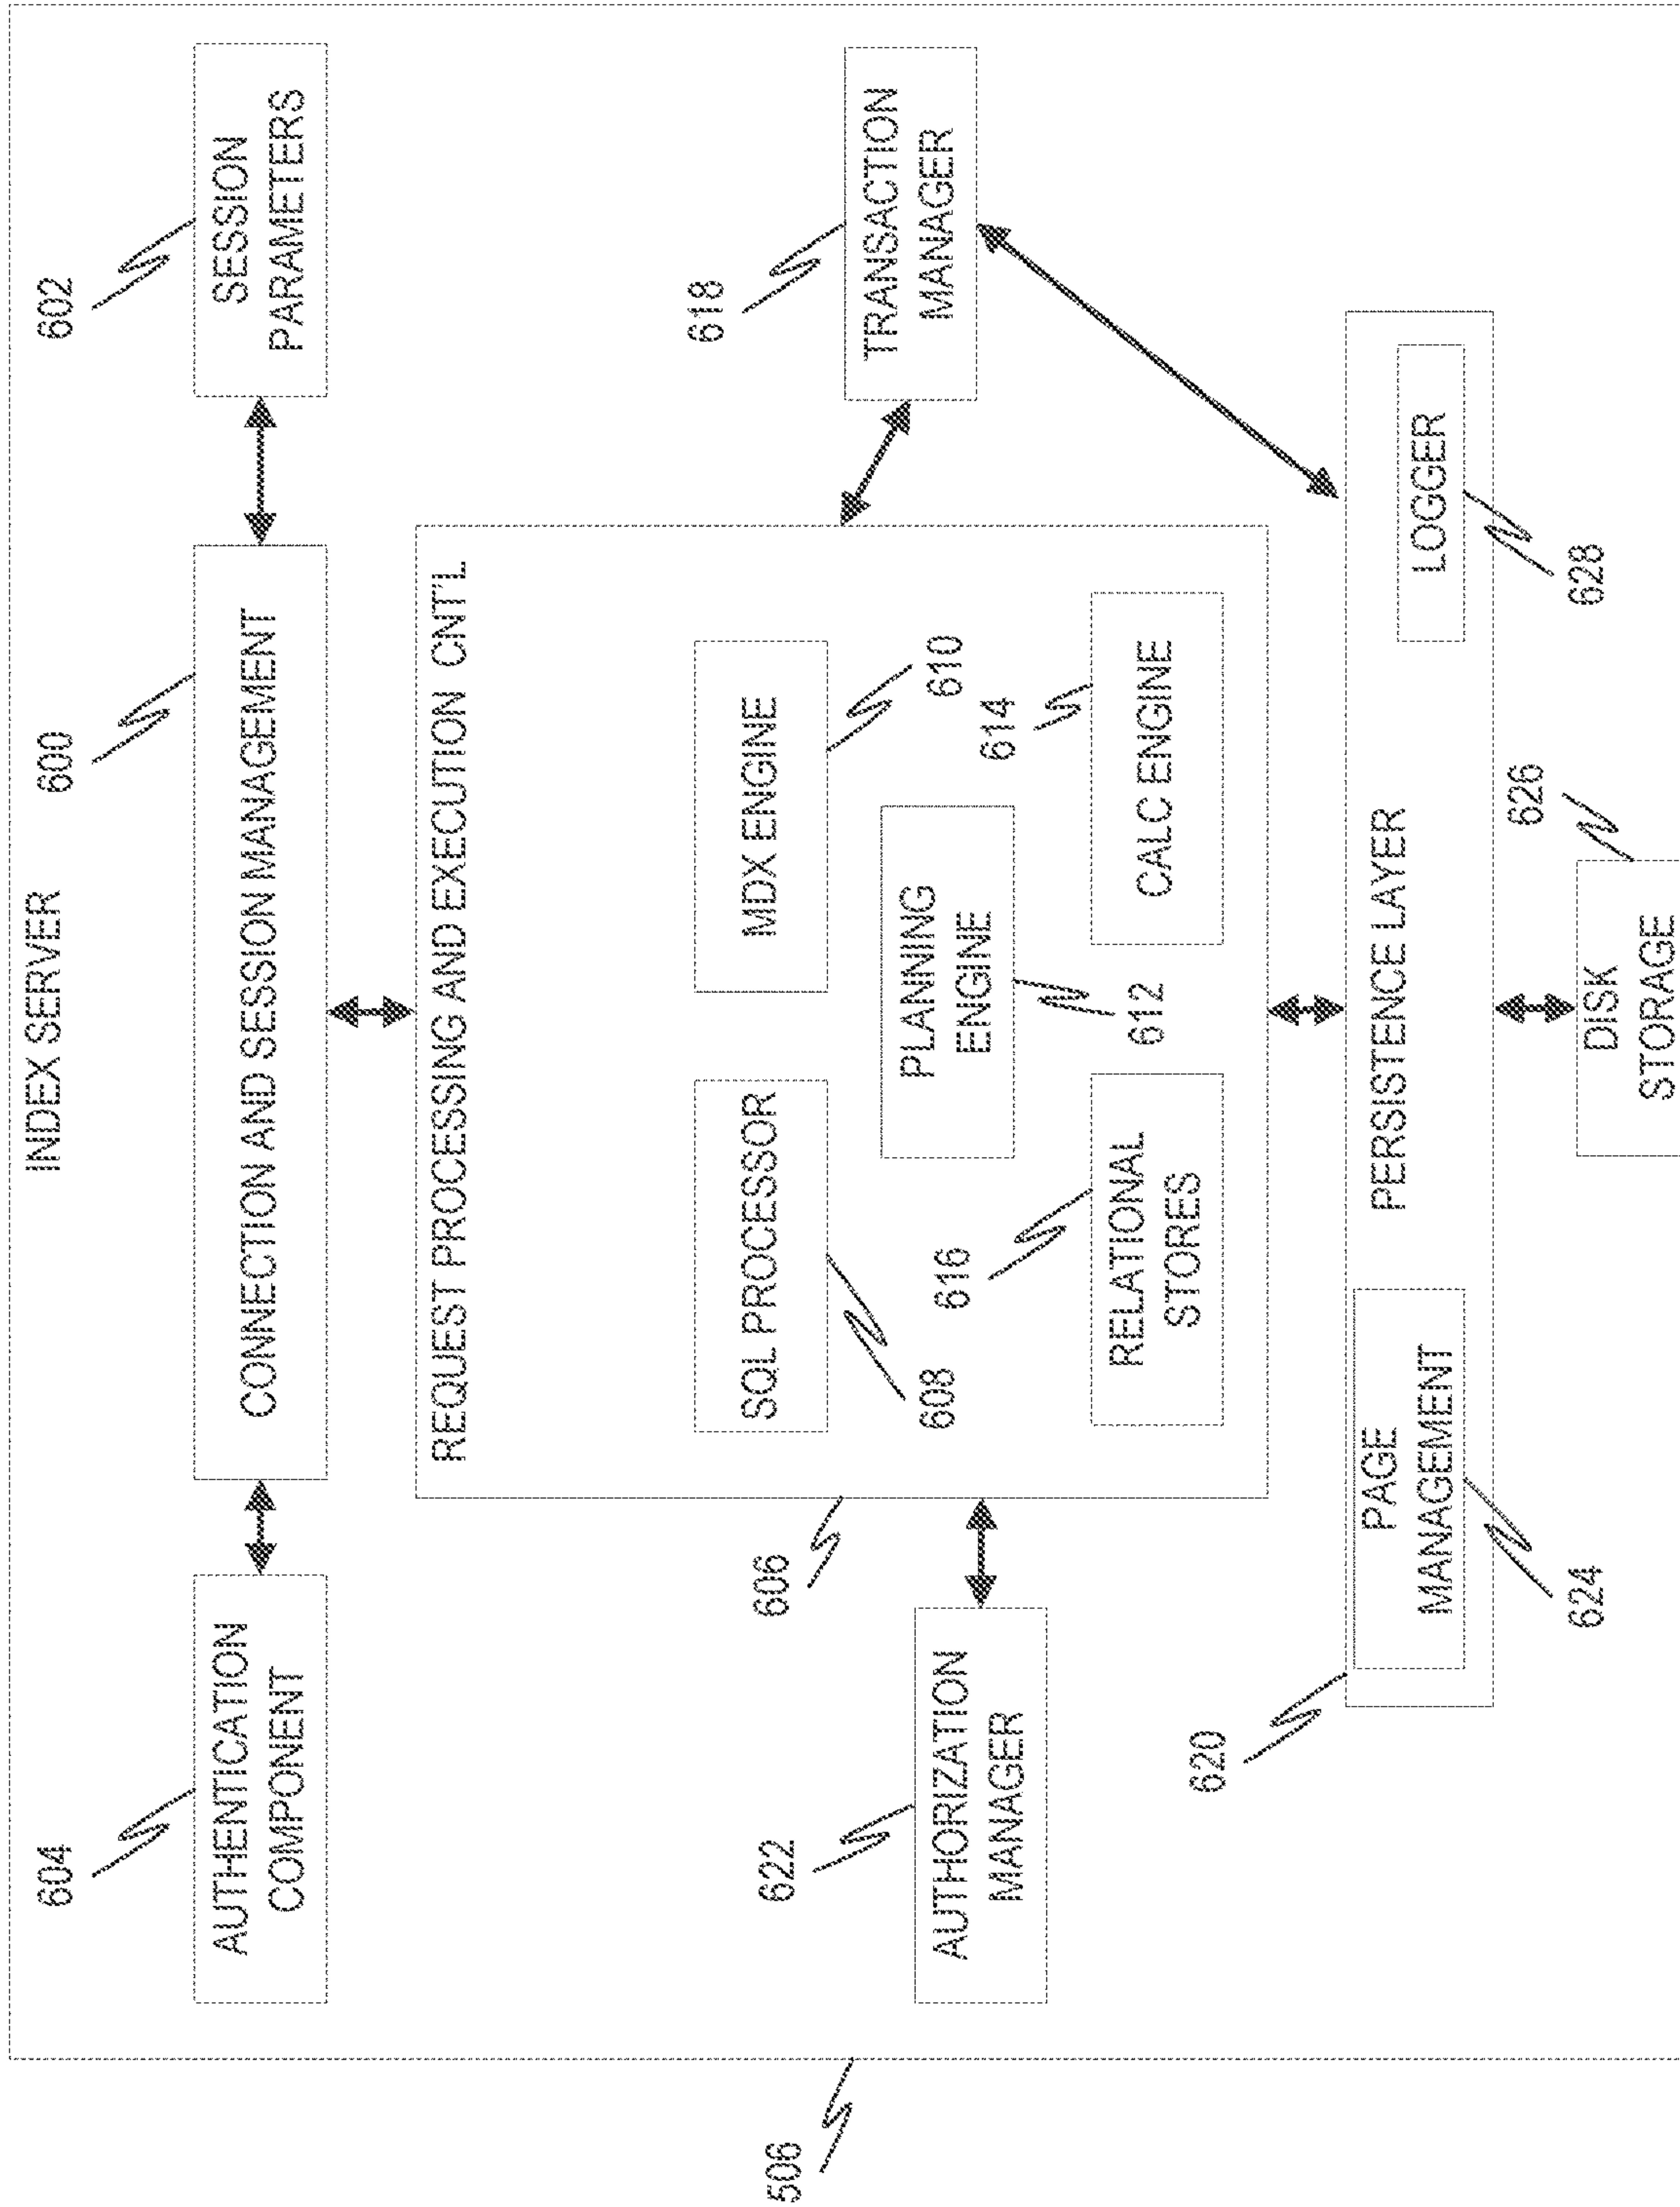 INDEX SERVER
604
600
602
AUTHENTICATION
COMPONENT
CONNECTION AND SESSION MANAGEMENT
SESSION
PARAMETERS
REQUEST PROCESSING AND EXECUTION CNT'L
506
622
606
618
SQL PROCESSOR
MDX ENGINE
TRANSACTION
MANAGER
608
610
AUTHORIZATION
MANAGER
PLANNING
ENGINE
616
612
614
RELATIONAL
STORES
CALC ENGINE
620
PAGE
MANAGEMENT
PERSISTENCE LAYER
LOGGER
624
626
628
DISK
STORAGE